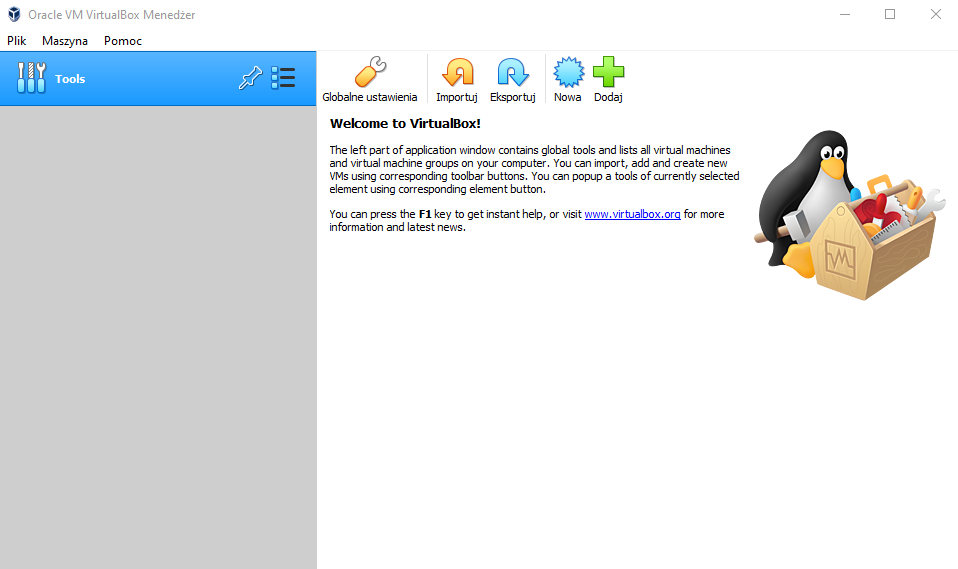 Oracle VM VirtualBox Menedżer
Plik Maszyna Pomoc
Tools
Globalne ustawienia Importuj Eksportuj Nowa Dodaj
Welcome to VirtualBox!
The left part of application window contains global tools and lists all virtual machines
and virtual machine groups on your computer. You can import, add and create new
VMs using corresponding toolbar buttons. You can popup a tools of currently selected
element using corresponding element button.
You can press the F1 key to get instant help, or visit www.virtualbox.org for more
information and latest news.